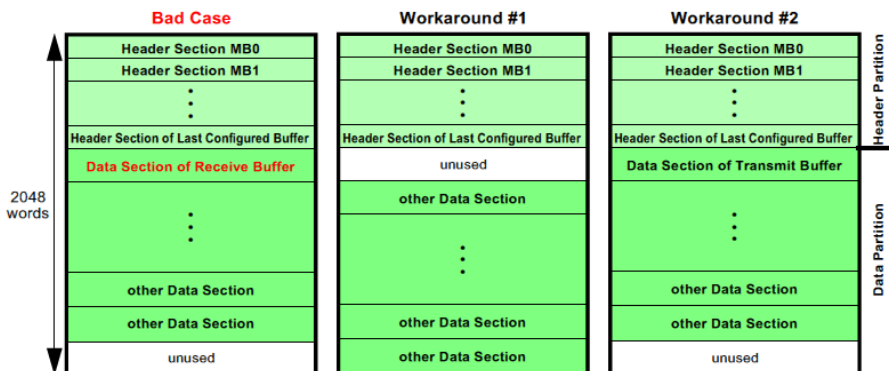 Bad Case
Workaround #1
Workaround #2
2048
words
Header Section MB0
Header Section MB1
Header Section of Last Configured Buffer
Data Section of Receive Buffer
other Data Section
other Data Section
unused
Header Section MB0
Header Section MB1
Header Section of Last Configured Buffer
unused
other Data Section
other Data Section
other Data Section
Header Section MB0
Header Section MB1
Header Section of Last Configured Buffer
Data Section of Transmit Buffer
other Data Section
other Data Section
unused
Header Partition
Data Partition